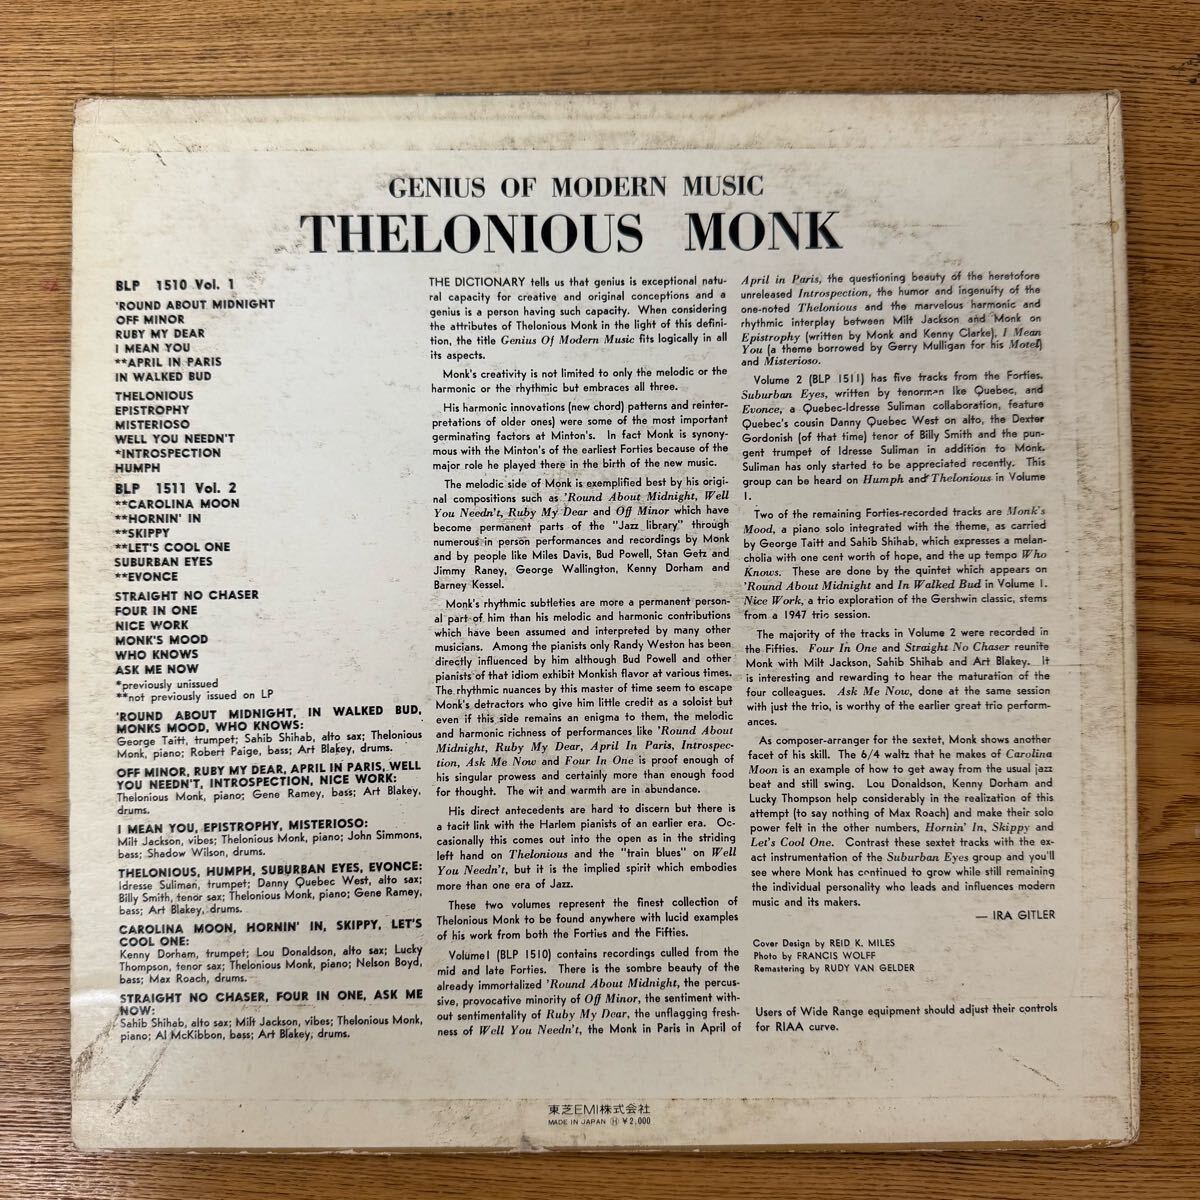 GENIUS OF MODERN MUSIC
THELONIOUS MONK
BLP 1510 Vol. 1
'ROUND ABOUT MIDNIGHT
OFF MINOR
RUBY MY DEAR
I MEAN YOU
**APRIL IN PARIS
IN WALKED BUD
THELONIOUS
EPISTROPHY
MISTERIOSO
WELL YOU NEEDN'T
*INTROSPECTION
HUMPH
BLP 1511 Vol. 2
**CAROLINA MOON
**HORNIN' IN
**SKIPPY
**LET'S COOL ONE
SUBURBAN EYES
**EVONCE
STRAIGHT NO CHASER
FOUR IN ONE
NICE WORK
MONK'S MOOD
WHO KNOWS
ASK ME NOW
*previously unissued
**not previously issued on LP
'ROUND ABOUT MIDNIGHT, IN WALKED BUD,
MONKS MOOD, WHO KNOWS:
George Taitt, trumpet; Sahib Shihab, alto sax; Thelonious
Monk, piano; Robert Paige, bass; Art Blakey, drums.
OFF MINOR, RUBY MY DEAR, APRIL IN PARIS, WELL
YOU NEEDN'T, INTROSPECTION, NICE WORK:
Thelonious Monk, piano; Gene Ramey, bass; Art Blakey,
drums.
I MEAN YOU, EPISTROPHY, MISTERIOSO:
Milt Jackson, vibes; Thelonious Monk, piano; John Simmons,
bass; Shadow Wilson, drums.
THELONIOUS, HUMPH, SUBURBAN EYES, EVONCE:
Idresse Suliman, trumpet; Danny Quebec West, alto sax;
Billy Smith, tenor sax; Thelonious Monk, piano; Gene Ramey,
bass; Art Blakey, drums.
CAROLINA MOON, HORNIN' IN, SKIPPY, LET'S
COOL ONE:
Kenny Dorham, trumpet; Lou Donaldson, alto sax; Lucky
Thompson, tenor sax; Thelonious Monk, piano; Nelson Boyd,
bass; Max Roach, drums.
STRAIGHT NO CHASER, FOUR IN ONE, ASK ME
NOW:
Sahib Shihab, alto sax; Milt Jackson, vibes; Thelonious Monk,
piano; Al McKibbon, bass; Art Blakey, drums.
THE DICTIONARY tells us that genius is exceptional natu-
ral capacity for creative and original conceptions and a
genius is a person having such capacity. When considering
the attributes of Thelonious Monk in the light of this defini-
tion, the title Genius Of Modern Music fits logically in all
its aspects.
Monk's creativity is not limited to only the melodic or the
harmonic or the rhythmic but embraces all three.
His harmonic innovations (new chord) patterns and reinter-
pretations of older ones) were some of the most important
germinating factors at Minton's. In fact Monk is synony-
mous with the Minton's of the earliest Forties because of the
major role he played there in the birth of the new music.
The melodic side of Monk is exemplified best by his origi-
nal compositions such as 'Round About Midnight, Well
You Needn't, Ruby My Dear and Off Minor which have
become permanent parts of the "Jazz library" through
numerous in person performances and recordings by Monk
and by people like Miles Davis, Bud Powell, Stan Getz and
Jimmy Raney, George Wallington, Kenny Dorham and
Barney Kessel.
Monk's rhythmic subtleties are more a permanent person-
al part of him than his melodic and harmonic contributions
which have been assumed and interpreted by many other
musicians. Among the pianists only Randy Weston has been
directly influenced by him although Bud Powell and other
pianists of that idiom exhibit Monkish flavor at various times.
The rhythmic nuances by this master of time seem to escape
Monk's detractors who give him little credit as a soloist but
even if this side remains an enigma to them, the melodic
and harmonic richness of performances like 'Round About
Midnight, Ruby My Dear, April In Paris, Introspec-
tion, Ask Me Now and Four In One is proof enough of
his singular prowess and certainly more than enough food
for thought. The wit and warmth are in abundance.
His direct antecedents are hard to discern but there is
a tacit link with the Harlem pianists of an earlier era. Oc-
casionally this comes out into the open as in the striding
left hand on Thelonious and the "train blues" on Well
You Needn't, but it is the implied spirit which embodies
more than one era of Jazz.
These two volumes represent the finest collection of
Thelonious Monk to be found anywhere with lucid examples
of his work from both the Forties and the Fifties.
Volume1 (BLP 1510) contains recordings culled from the
mid and late Forties. There is the sombre beauty of the
already immortalized 'Round About Midnight, the percus-
sive, provocative minority of Off Minor, the sentiment with-
out sentimentality of Ruby My Dear, the unflagging fresh-
ness of Well You Needn't, the Monk in Paris in April of
April in Paris, the questioning beauty of the heretofore
unreleased Introspection, the humor and ingenuity of the
one-noted Thelonious and the marvelous harmonic and
rhythmic interplay between Milt Jackson and Monk on
Epistrophy (written by Monk and Kenny Clarke), I Mean
You (a theme borrowed by Gerry Mulligan for his Motel)
and Misterioso.
Volume 2 (BLP 1511) has five tracks from the Forties.
Suburban Eyes, written by tenorman Ike Quebec, and
Evonce, a Quebec-Idresse Suliman collaboration, feature
Quebec's cousin Danny Quebec West on alto, the Dexter
Gordonish (of that time) tenor of Billy Smith and the pun-
gent trumpet of Idresse Suliman in addition to Monk.
Suliman has only started to be appreciated recently. This
group can be heard on Humph and Thelonious in Volume
1.
Two of the remaining Forties-recorded tracks are Monk's
Mood, a piano solo integrated with the theme, as carried
by George Taitt and Sahib Shihab, which expresses a melan-
cholia with one cent worth of hope, and the up tempo Who
Knows. These are done by the quintet which appears on
'Round About Midnight and In Walked Bud in Volume 1.
Nice Work, a trio exploration of the Gershwin classic, stems
from a 1947 trio session.
The majority of the tracks in Volume 2 were recorded in
the Fifties. Four In One and Straight No Chaser reunite
Monk with Milt Jackson, Sahib Shihab and Art Blakey. It
is interesting and rewarding to hear the maturation of the
four colleagues. Ask Me Now, done at the same session
with just the trio, is worthy of the earlier great trio perform-
ances.
As composer-arranger for the sextet, Monk shows another
facet of his skill. The 6/4 waltz that he makes of Carolina
Moon is an example of how to get away from the usual jazz
beat and still swing. Lou Donaldson, Kenny Dorham and
Lucky Thompson help considerably in the realization of this
attempt (to say nothing of Max Roach) and make their solo
power felt in the other numbers, Hornin' In, Skippy and
Let's Cool One. Contrast these sextet tracks with the ex-
act instrumentation of the Suburban Eyes group and you'll
see where Monk has continued to grow while still remaining
the individual personality who leads and influences modern
music and its makers.
— IRA GITLER
Cover Design by REID K. MILES
Photo by FRANCIS WOLFF
Remastering by RUDY VAN GELDER
Users of Wide Range equipment should adjust their controls
for RIAA curve.
東芝EMI株式会社
MADE IN JAPAN Ⓗ ¥2,000